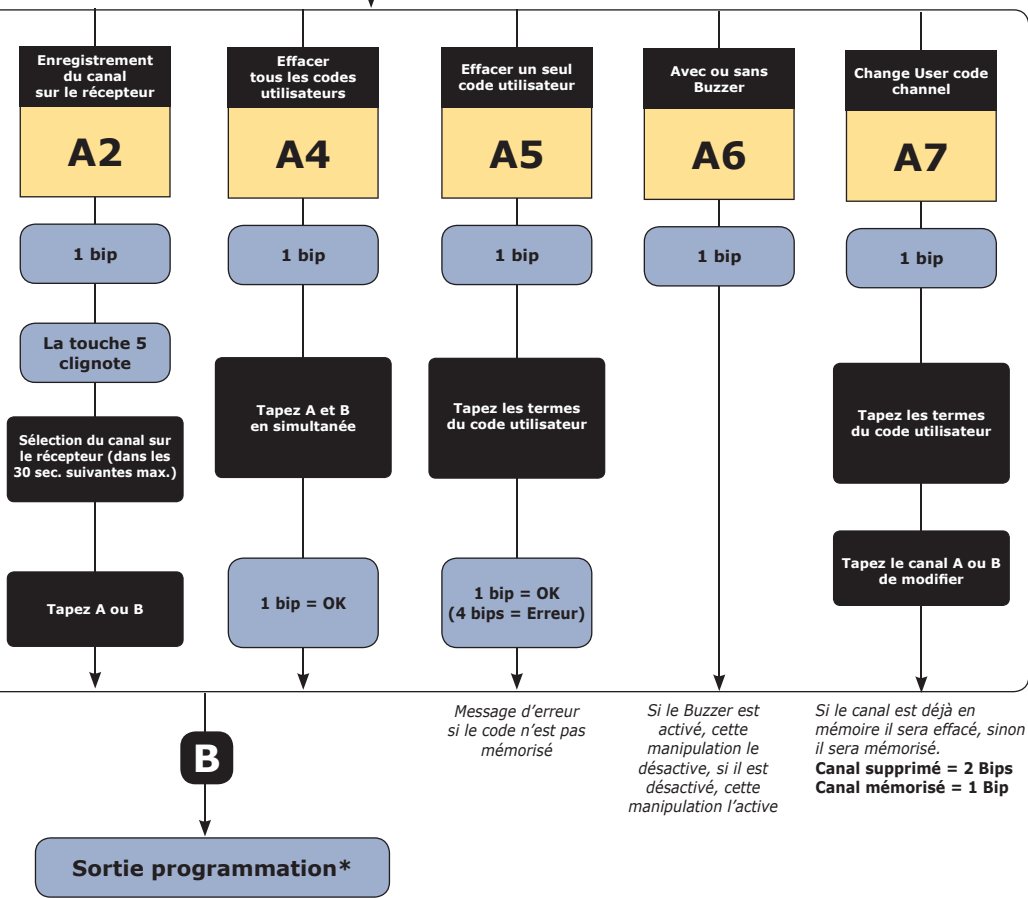 Enregistrement
du canal
sur le récepteur
A2
1 bip
La touche 5
clignote
Sélection du canal sur
le récepteur (dans les
30 sec. suivantes max.)
Tapez A ou B
Effacer
tous les codes
utilisateurs
A4
1 bip
Tapez A et B
en simultanée
1 bip = OK
Effacer un seul
code utilisateur
A5
1 bip
Tapez les termes
du code utilisateur
1 bip = OK
(4 bips = Erreur)
Message d’erreur
si le code n’est pas
mémorisé
Avec ou sans
Buzzer
A6
1 bip
Si le Buzzer est
activé, cette
manipulation le
désactive, si il est
désactivé, cette
manipulation l’active
Change User code
channel
A7
1 bip
Tapez les termes
du code utilisateur
Tapez le canal A ou B
de modifier
Si le canal est déjà en
mémoire il sera effacé, sinon
il sera mémorisé.
Canal supprimé = 2 Bips
Canal mémorisé = 1 Bip
B
Sortie programmation*